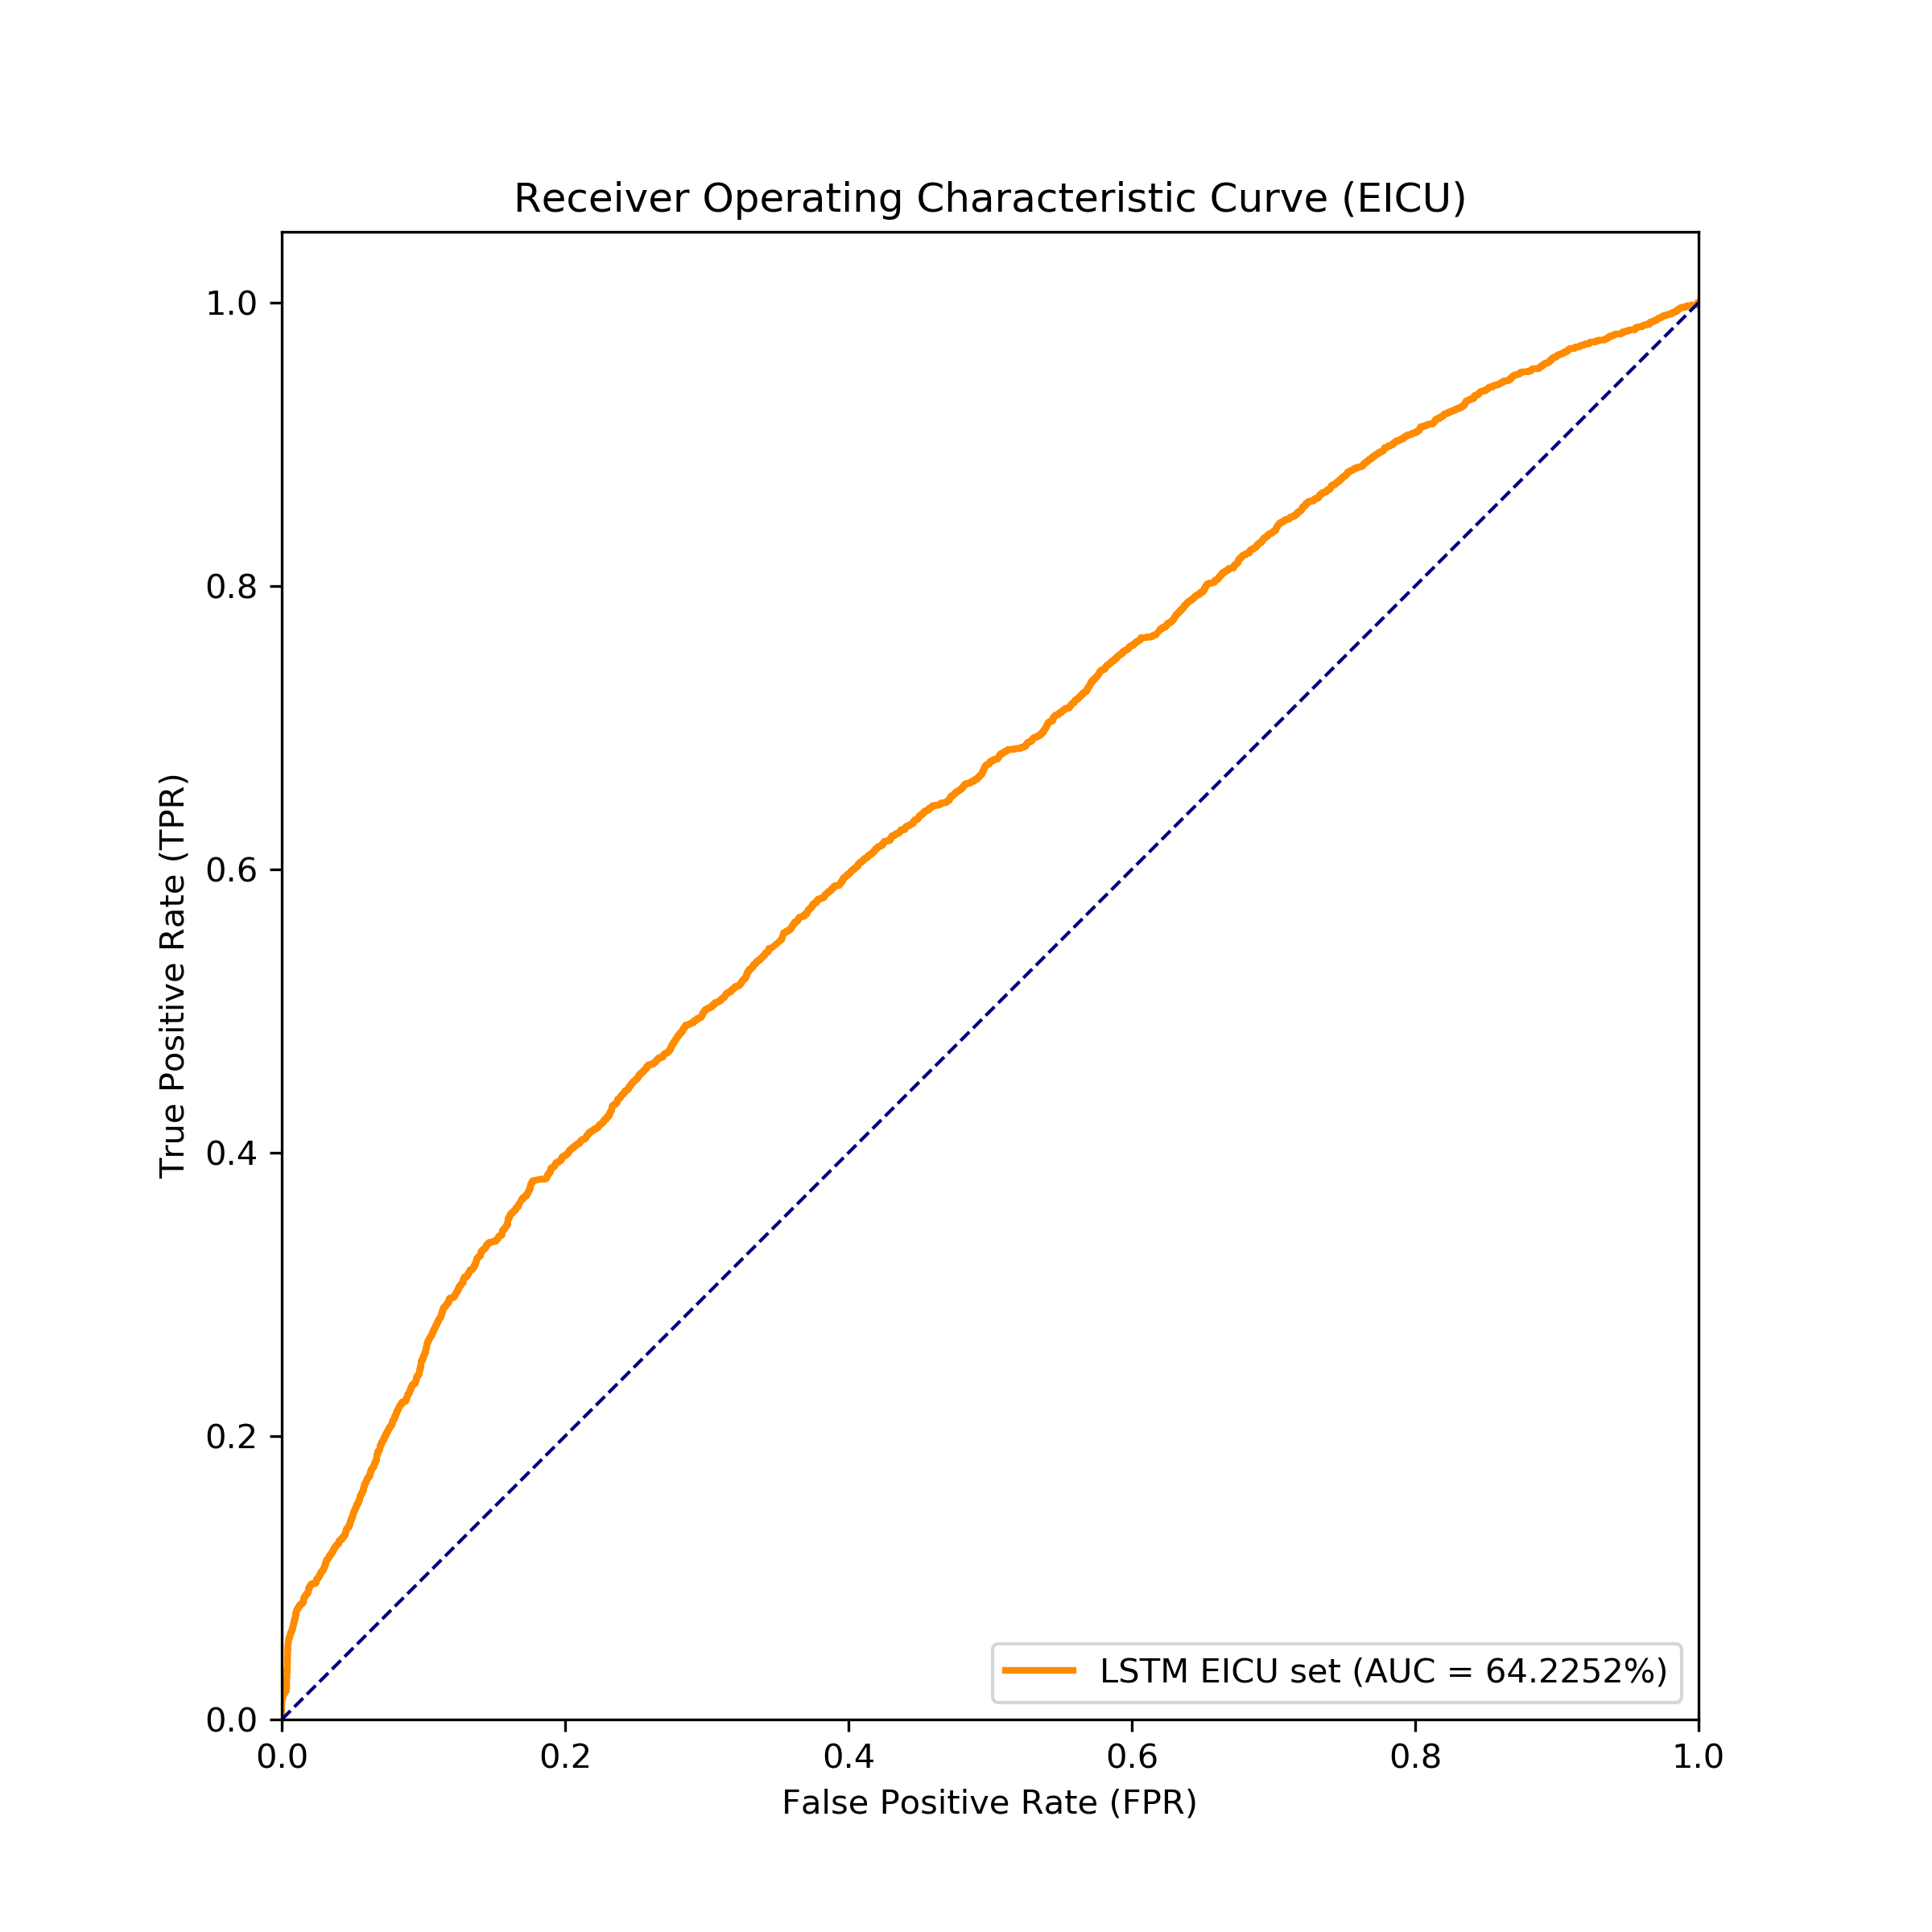 Receiver Operating Characteristic Curve (EICU)
1.0
0.8
0.6
0.4
0.2
0.0
True Positive Rate (TPR)
LSTM EICU set (AUC = 64.2252%)
0.0 0.2 0.4 0.6 0.8 1.0
False Positive Rate (FPR)